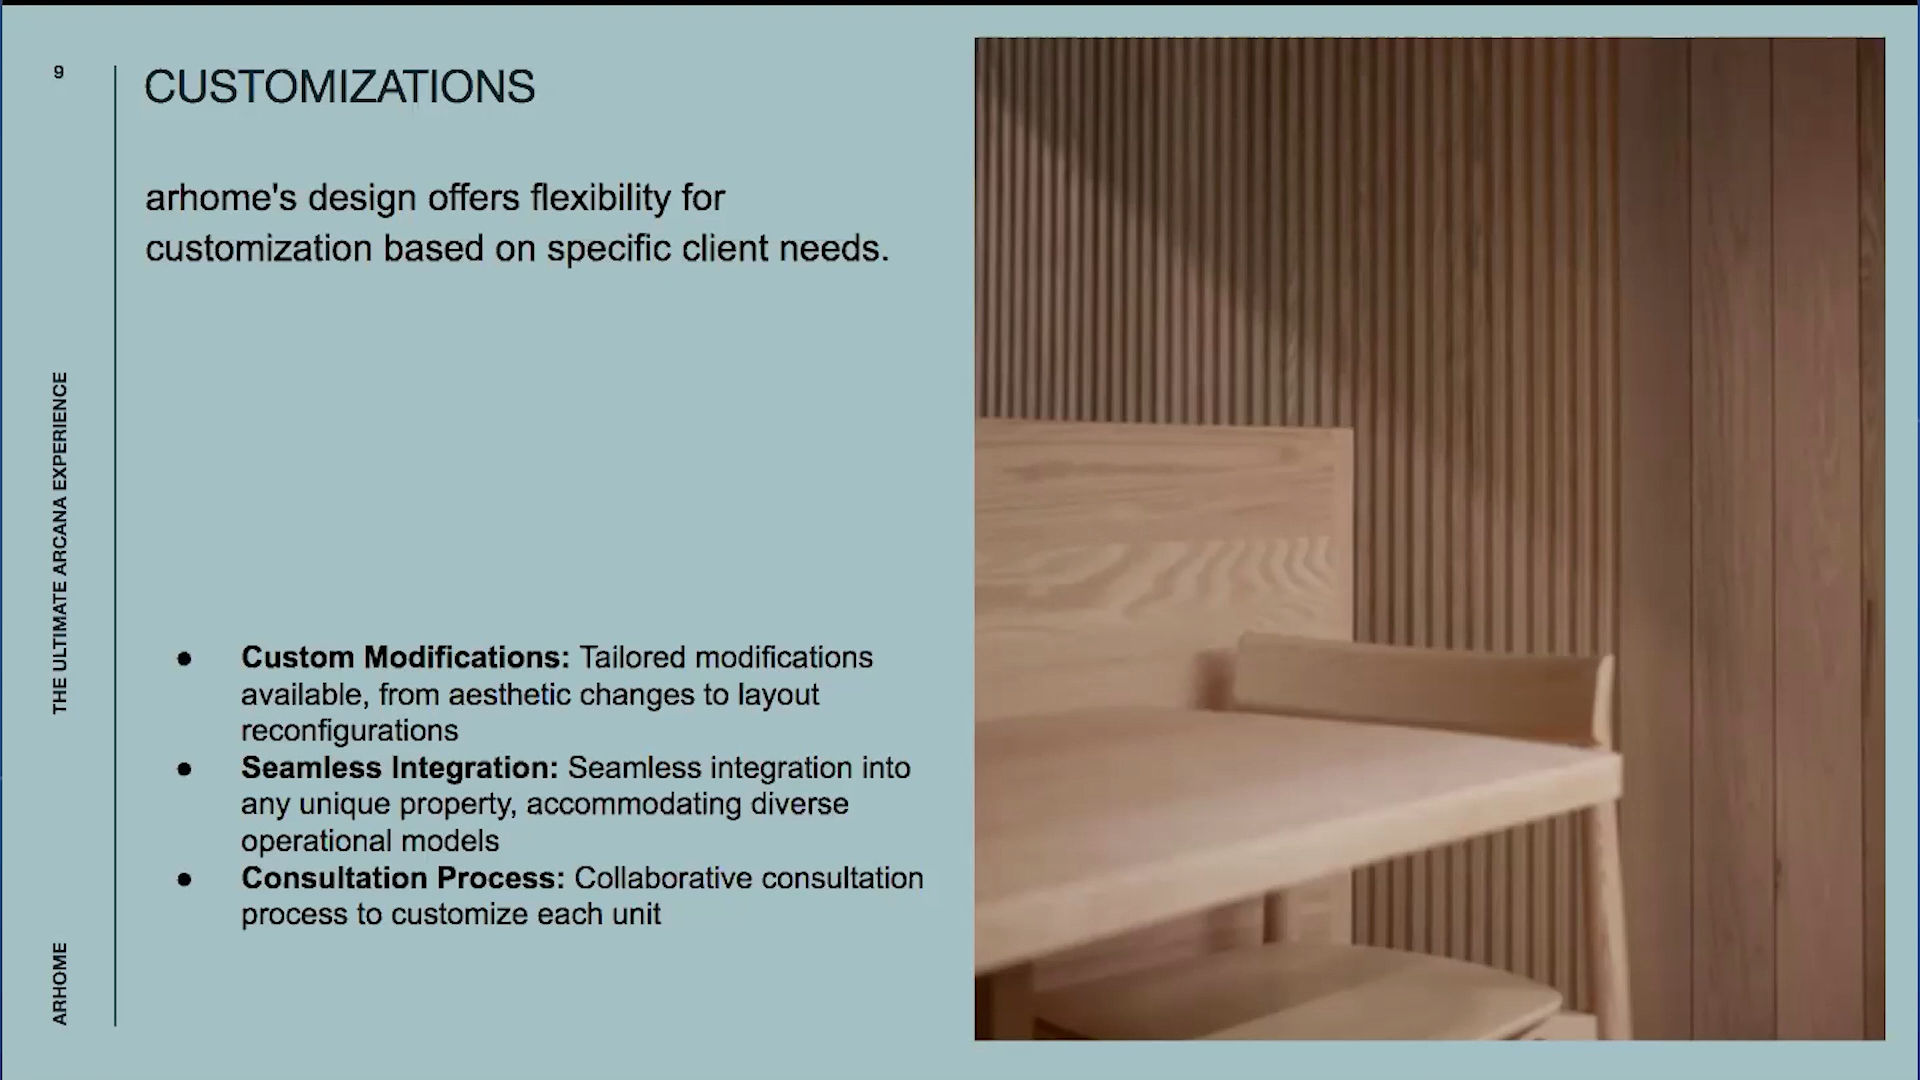 9
CUSTOMIZATIONS
arhome's design offers flexibility for
customization based on specific client needs.
THE ULTIMATE ARCANA EXPERIENCE
● Custom Modifications: Tailored modifications
available, from aesthetic changes to layout
reconfigurations
● Seamless Integration: Seamless integration into
any unique property, accommodating diverse
operational models
● Consultation Process: Collaborative consultation
process to customize each unit
ARHOME